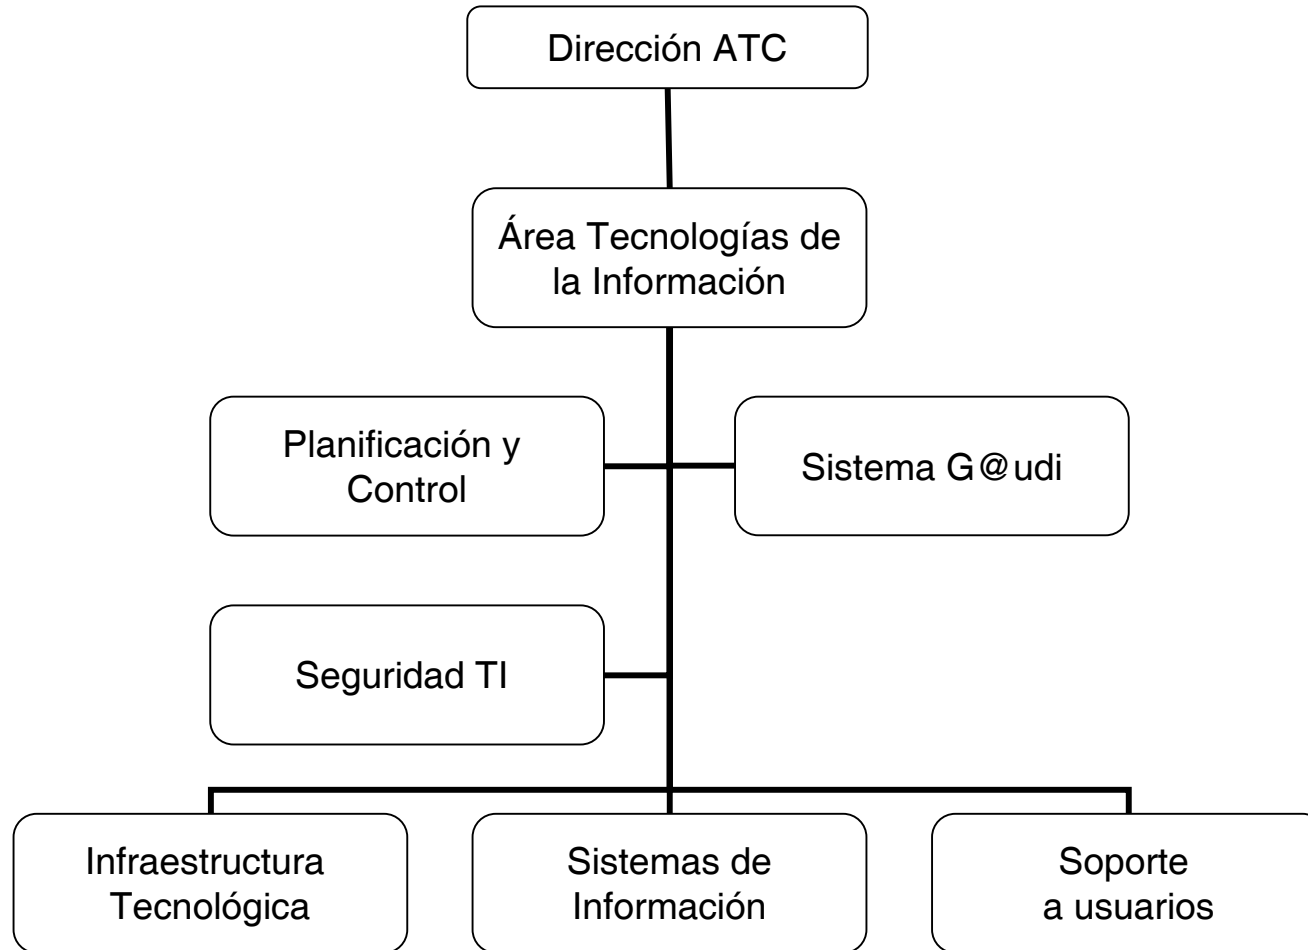 Dirección ATC
Área Tecnologías de
la Información
Planificación y
Control
Sistema G@udi
Seguridad TI
Infraestructura
Tecnológica
Sistemas de
Información
Soporte
a usuarios